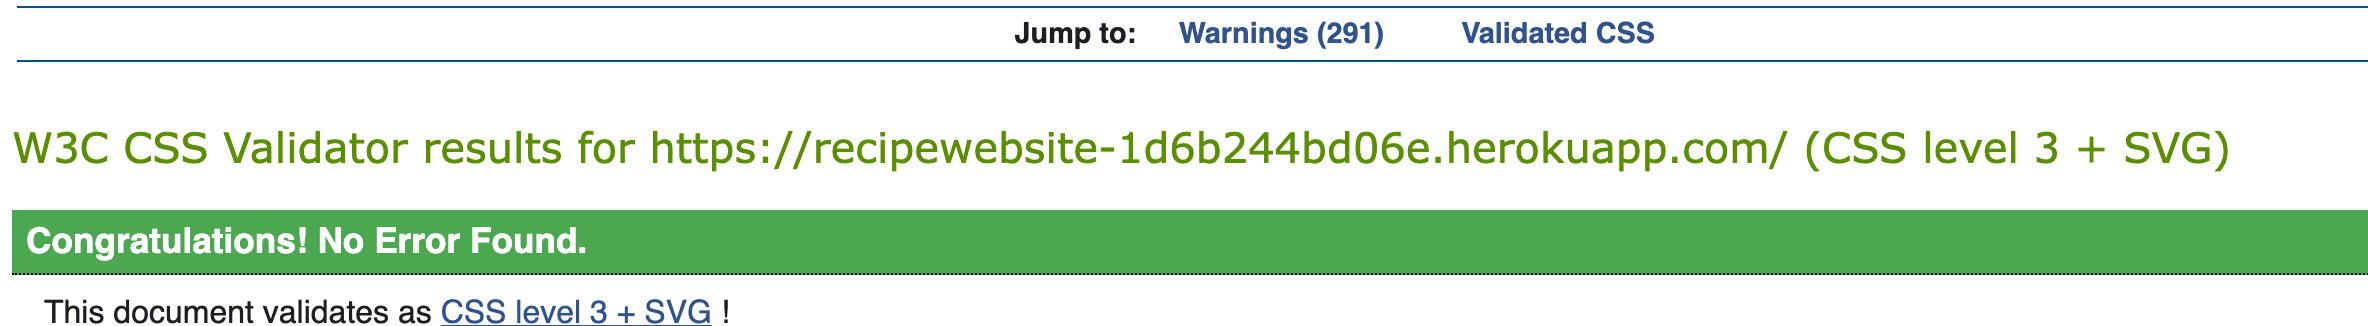 Jump to: Warnings (291) Validated CSS
W3C CSS Validator results for https://recipewebsite-1d6b244bd06e.herokuapp.com/ (CSS level 3 + SVG)
Congratulations! No Error Found.
This document validates as CSS level 3 + SVG !